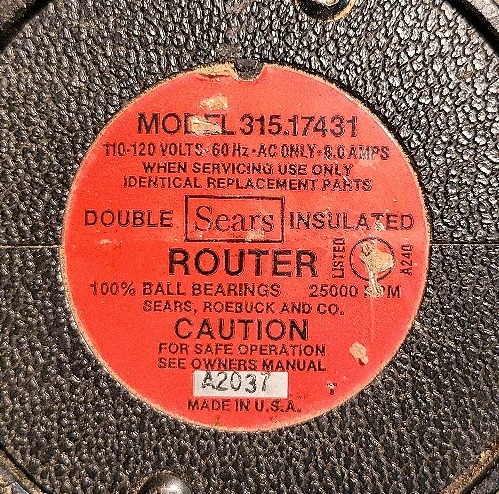 MODEL 315.17431
110-120 VOLTS·60 Hz·AC ONLY·8.0 AMPS
WHEN SERVICING USE ONLY
IDENTICAL REPLACEMENT PARTS
DOUBLE Sears INSULATED
ROUTER
LISTED
A240
100% BALL BEARINGS 25000 RPM
SEARS, ROEBUCK AND CO.
CAUTION
FOR SAFE OPERATION
SEE OWNERS MANUAL
A2037
MADE IN U.S.A.